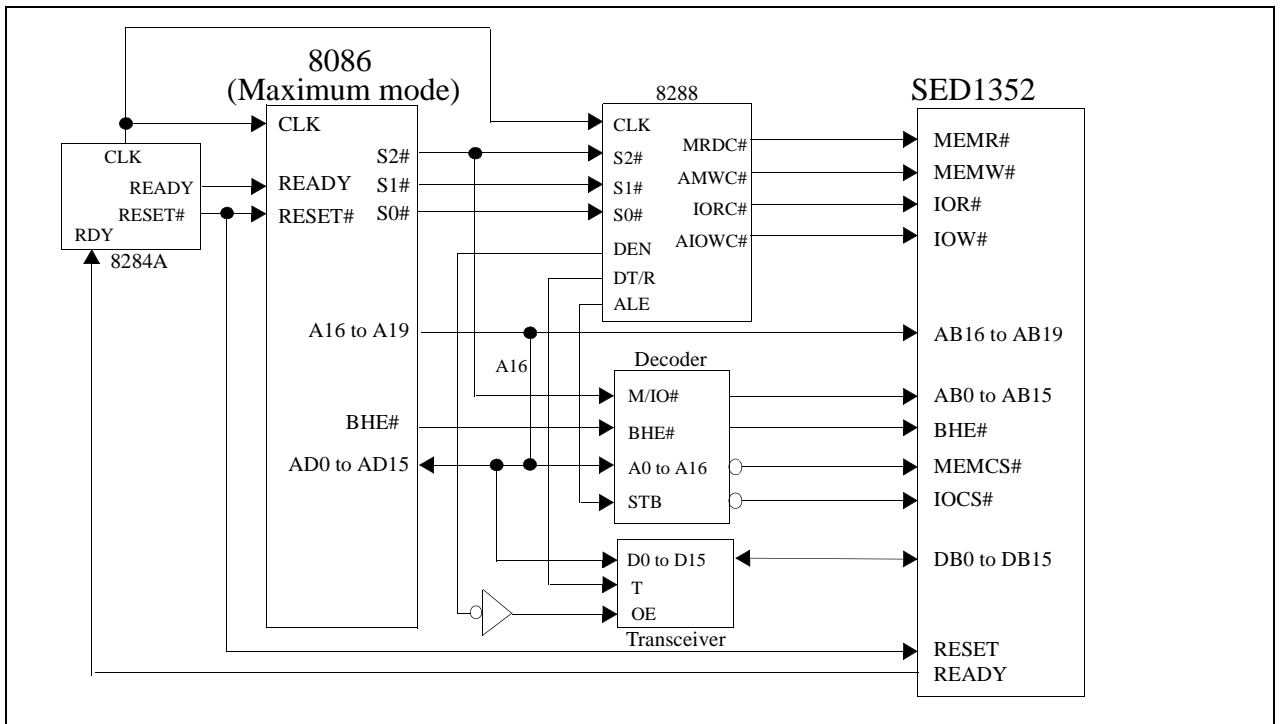 8086
(Maximum mode)
8288
SED1352
CLK
READY
RESET#
RDY
8284A
CLK
READY
RESET#
S2#
S1#
S0#
A16 to A19
BHE#
AD0 to AD15
CLK
S2#
S1#
S0#
DEN
DT/R
ALE
MRDC#
AMWC#
IORC#
AIOWC#
A16
Decoder
M/IO#
BHE#
A0 to A16
STB
D0 to D15
T
OE
Transceiver
MEMR#
MEMW#
IOR#
IOW#
AB16 to AB19
AB0 to AB15
BHE#
MEMCS#
IOCS#
DB0 to DB15
RESET
READY